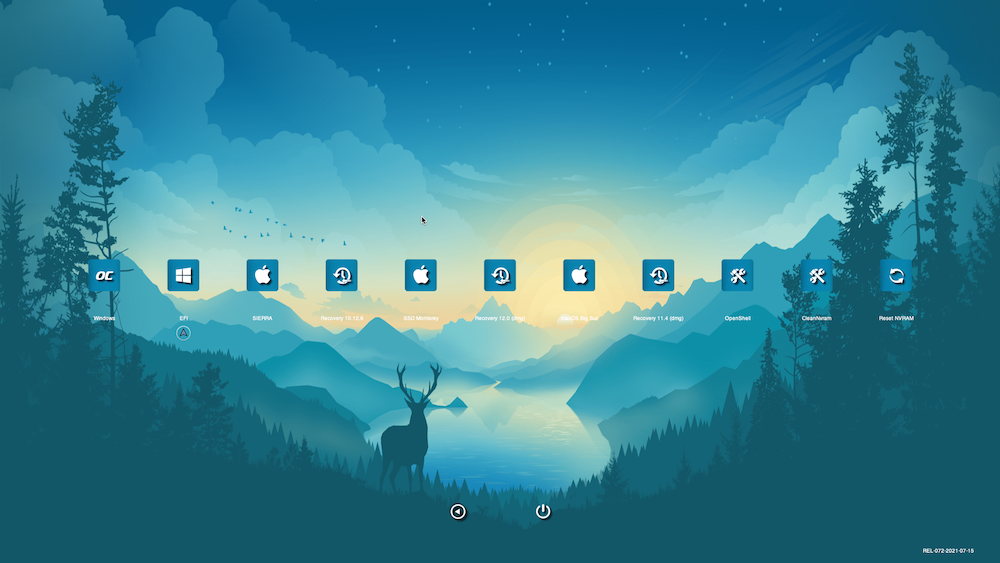 OC
Windows
EFI
SIERRA
Recovery 10.12.6
SSD Monterey
Recovery 12.0 (dmg)
macOS Big Sur
Recovery 11.4 (dmg)
OpenShell
CleanNvram
Reset NVRAM
REL-072-2021-07-15